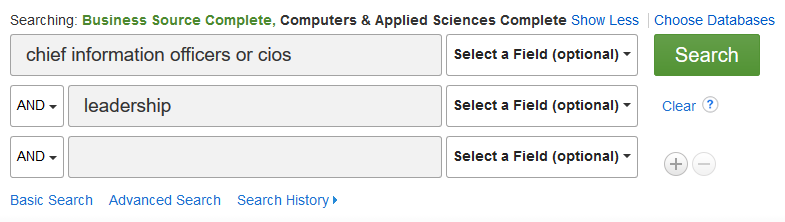 Searching: Business Source Complete, Computers & Applied Sciences Complete Show Less Choose Databases
chief information officers or cios Select a Field (optional) Search
AND leadership Select a Field (optional) Clear ?
AND Select a Field (optional)
Basic Search Advanced Search Search History